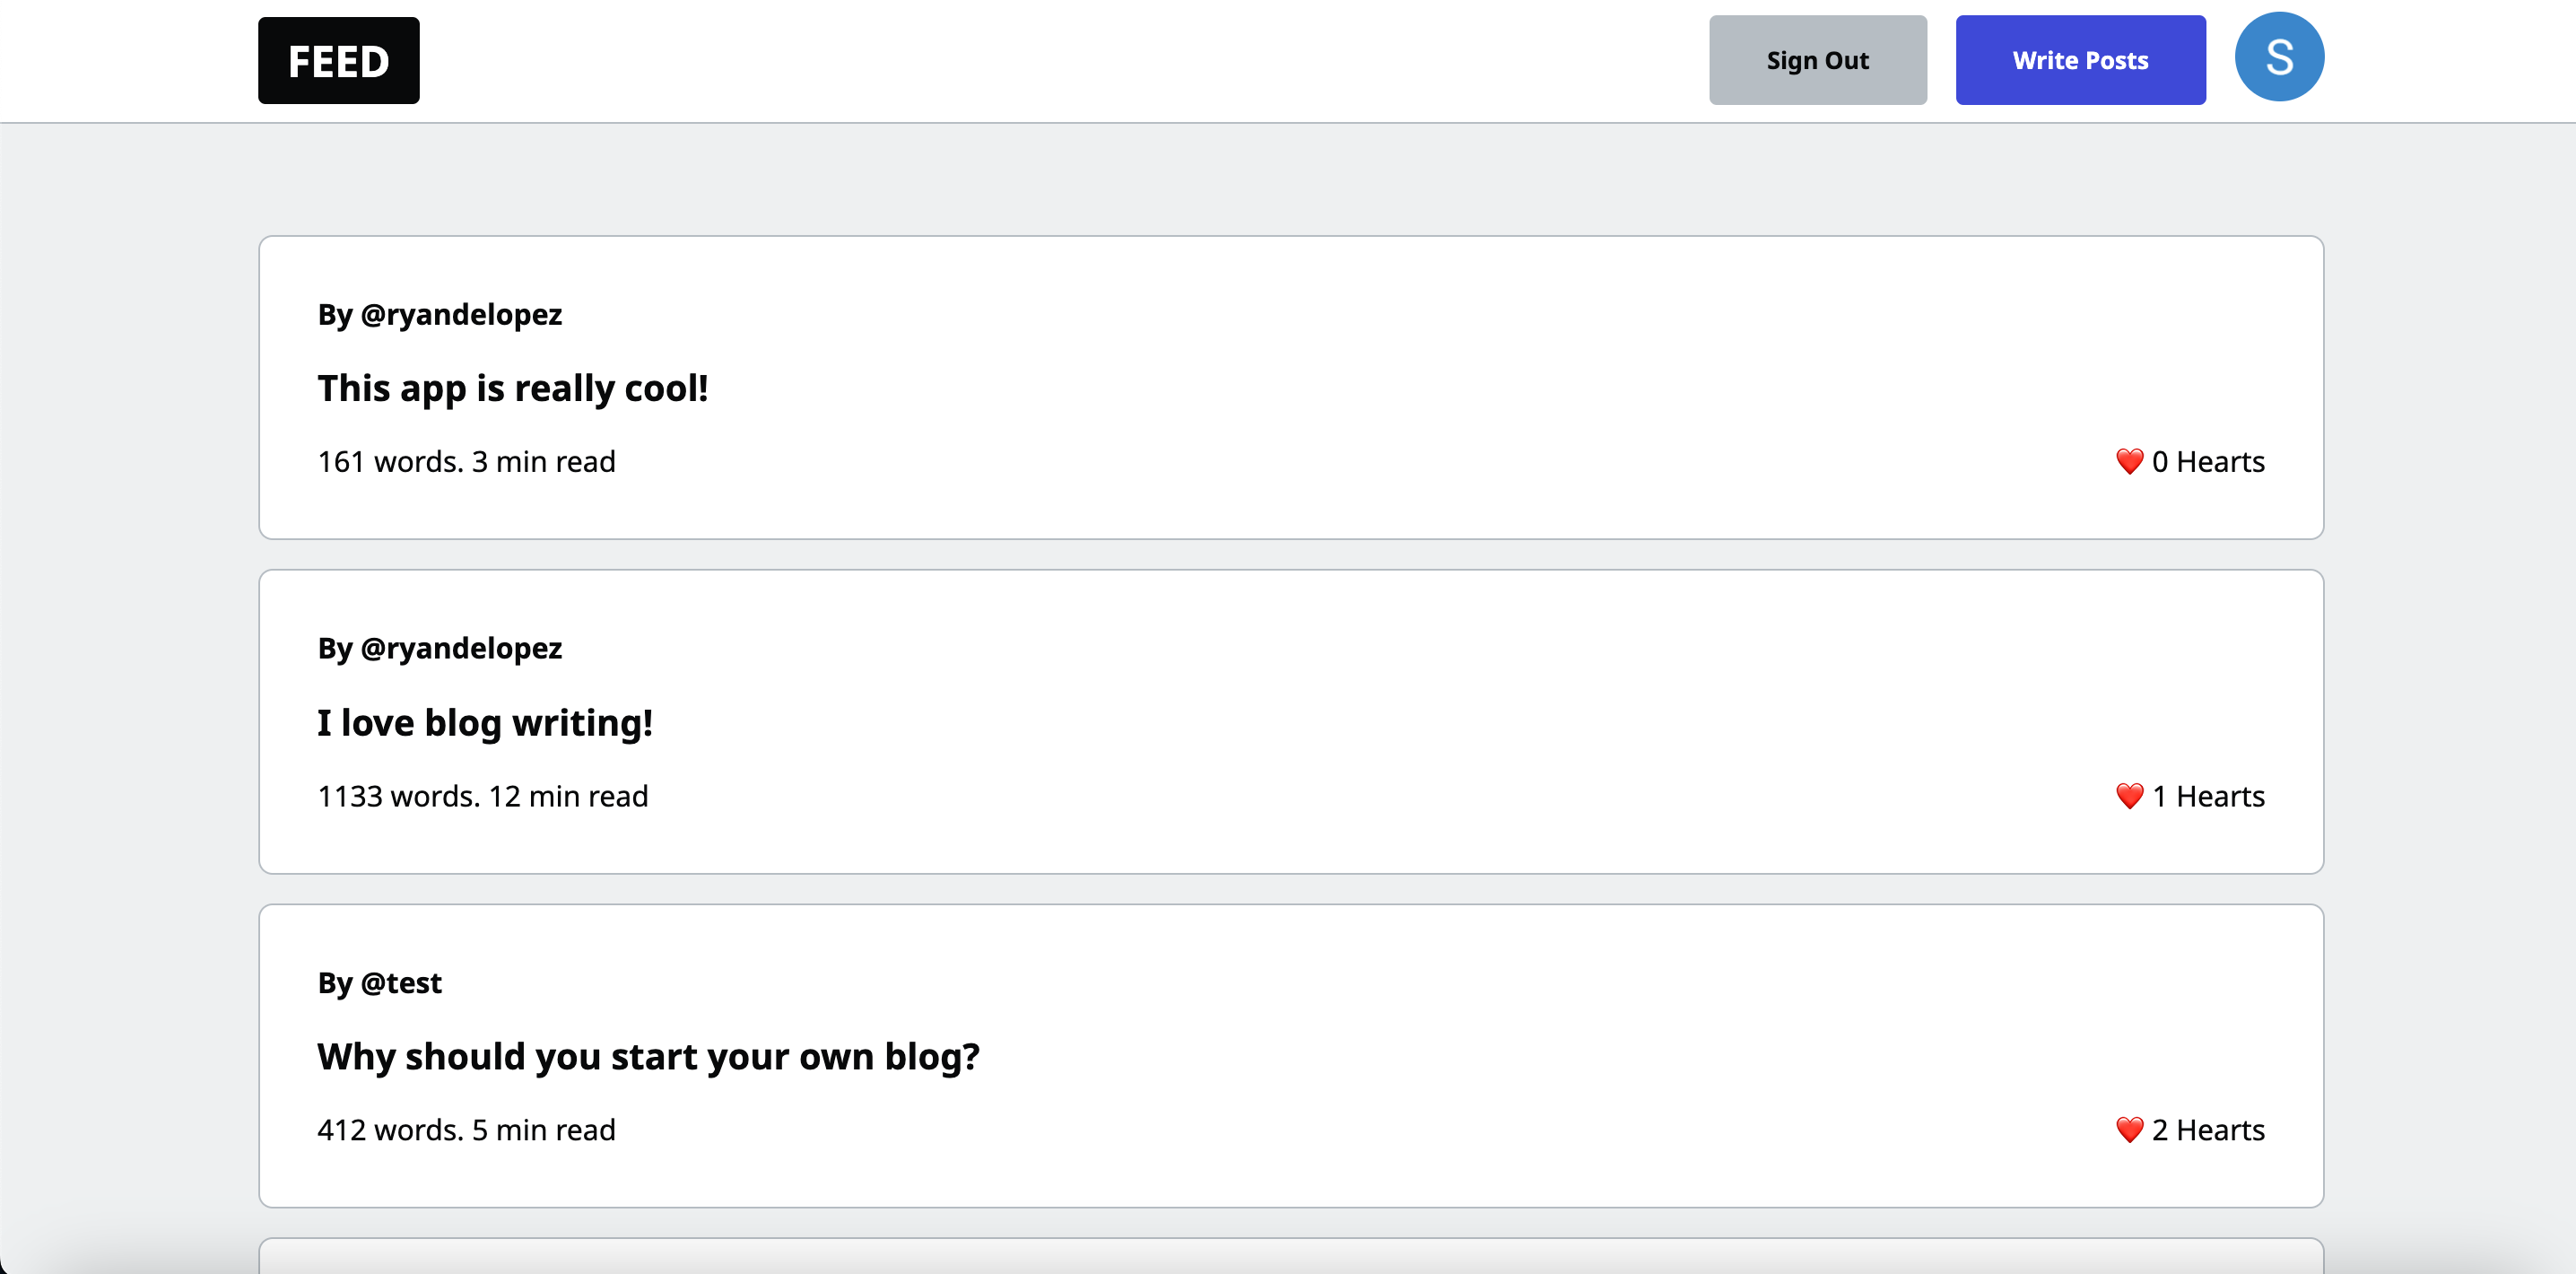 FEED
Sign Out
Write Posts
S
By @ryandelopez
This app is really cool!
161 words. 3 min read
❤️ 0 Hearts
By @ryandelopez
I love blog writing!
1133 words. 12 min read
❤️ 1 Hearts
By @test
Why should you start your own blog?
412 words. 5 min read
❤️ 2 Hearts